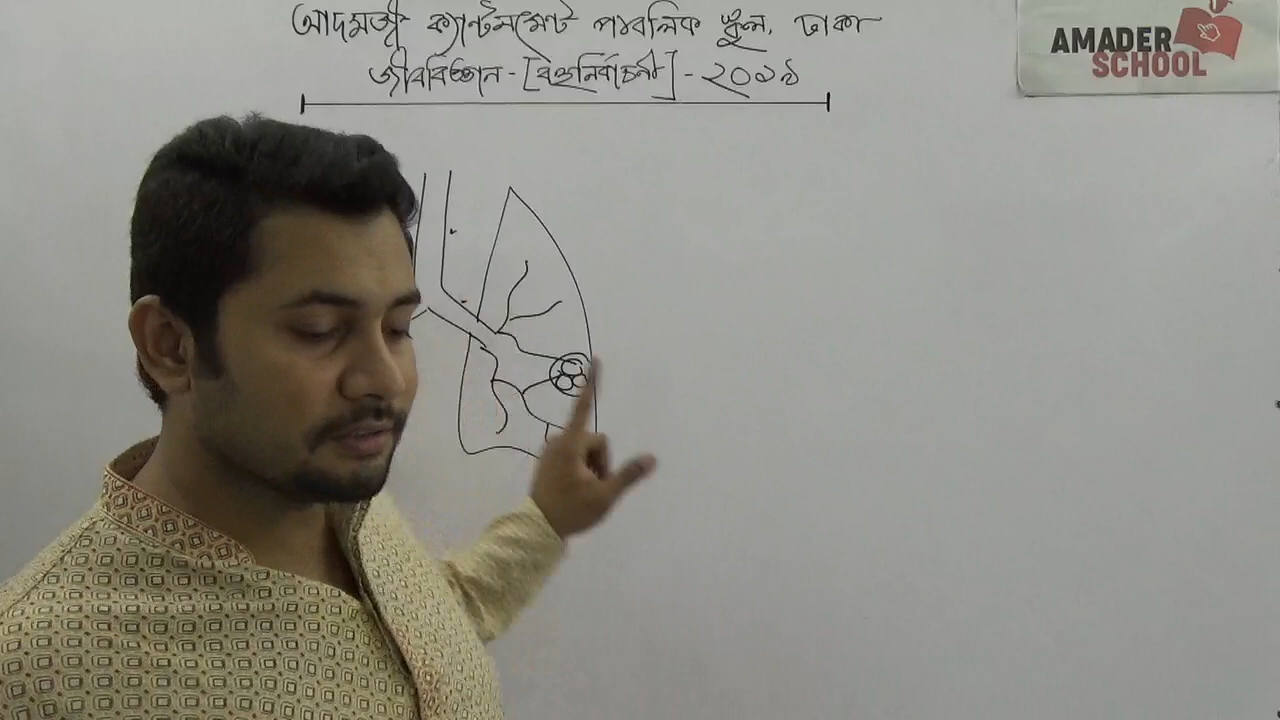 আদমজী ক্যান্টনমেন্ট পাবলিক স্কুল, ঢাকা
জীববিজ্ঞান - [বহুনির্বাচনী] - ২০১৯
AMADER
SCHOOL